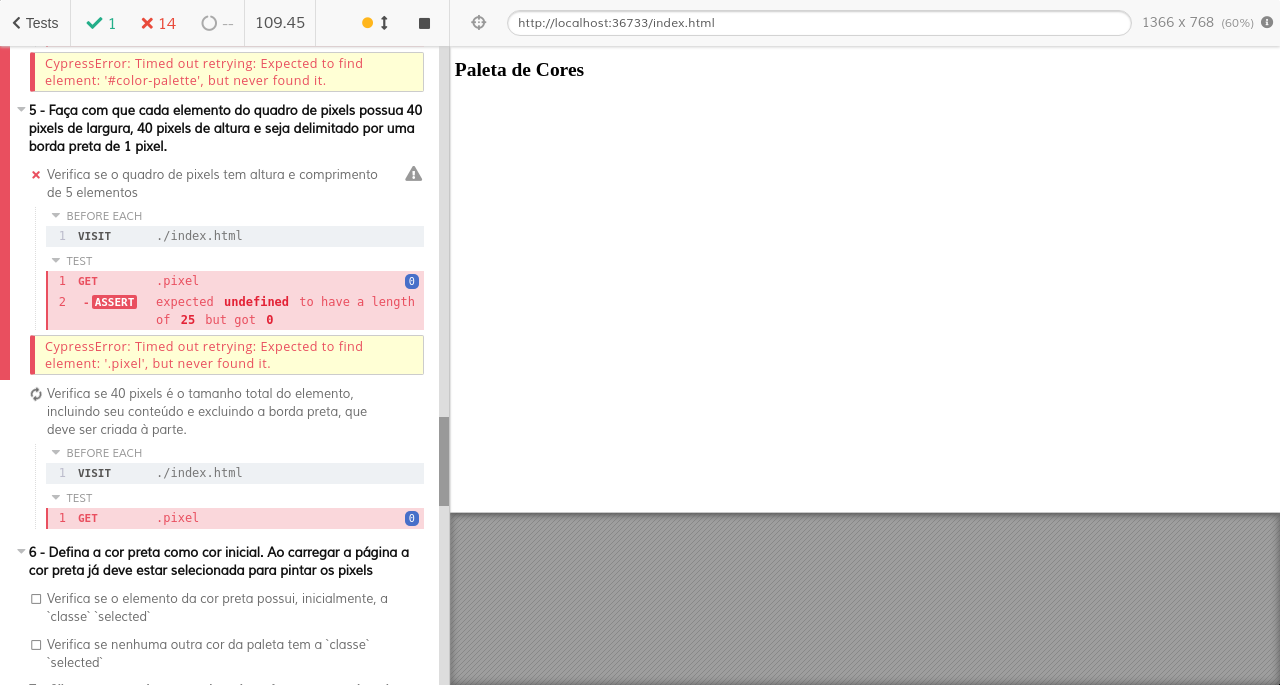 Tests
1
14
--
109.45
http://localhost:36733/index.html
1366 x 768 (60%)
CypressError: Timed out retrying: Expected to find
element: '#color-palette', but never found it.
5 - Faça com que cada elemento do quadro de pixels possua 40
pixels de largura, 40 pixels de altura e seja delimitado por uma
borda preta de 1 pixel.
Verifica se o quadro de pixels tem altura e comprimento
de 5 elementos
BEFORE EACH
1 VISIT ./index.html
TEST
1 GET .pixel 0
2 - ASSERT expected undefined to have a length
of 25 but got 0
CypressError: Timed out retrying: Expected to find
element: '.pixel', but never found it.
Verifica se 40 pixels é o tamanho total do elemento,
incluindo seu conteúdo e excluindo a borda preta, que
deve ser criada à parte.
BEFORE EACH
1 VISIT ./index.html
TEST
1 GET .pixel 0
6 - Defina a cor preta como cor inicial. Ao carregar a página a
cor preta já deve estar selecionada para pintar os pixels
Verifica se o elemento da cor preta possui, inicialmente, a
`classe` `selected`
Verifica se nenhuma outra cor da paleta tem a `classe`
`selected`
Paleta de Cores